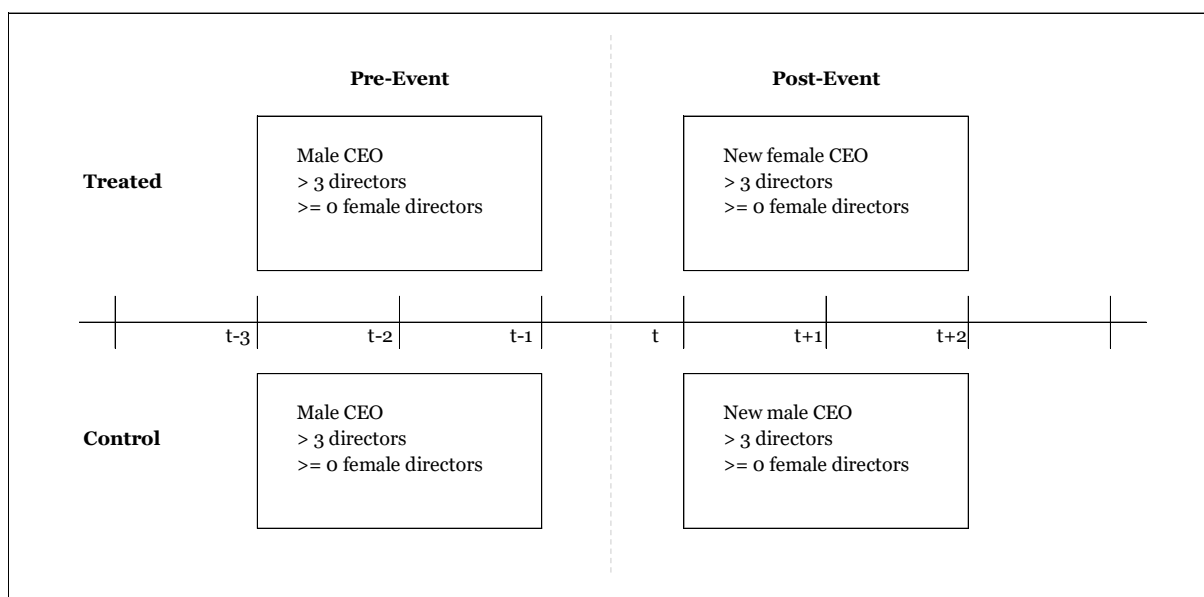 Pre-Event
Post-Event
Treated
Male CEO
> 3 directors
>= 0 female directors
New female CEO
> 3 directors
>= 0 female directors
t-3
t-2
t-1
t
t+1
t+2
Control
Male CEO
> 3 directors
>= 0 female directors
New male CEO
> 3 directors
>= 0 female directors